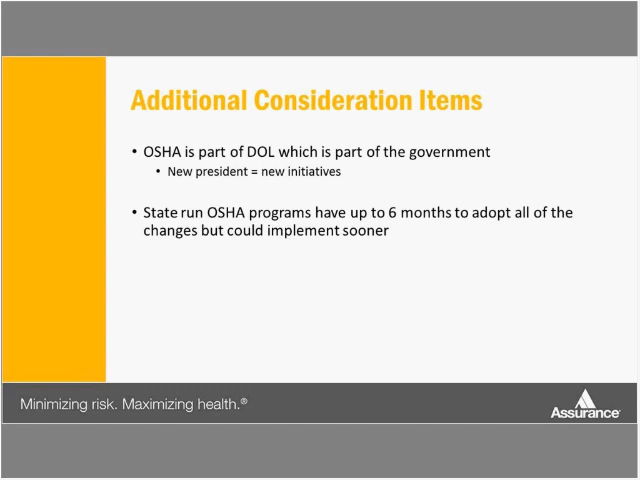 Additional Consideration Items
• OSHA is part of DOL which is part of the government
• New president = new initiatives
• State run OSHA programs have up to 6 months to adopt all of the
changes but could implement sooner
Minimizing risk. Maximizing health.®
Assurance